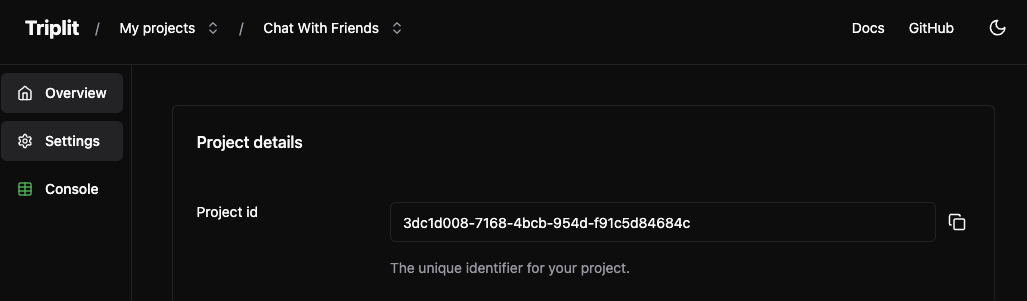 Triplit / My projects / Chat With Friends Docs GitHub
Overview
Settings
Console
Project details
Project id
3dc1d008-7168-4bcb-954d-f91c5d84684c
The unique identifier for your project.